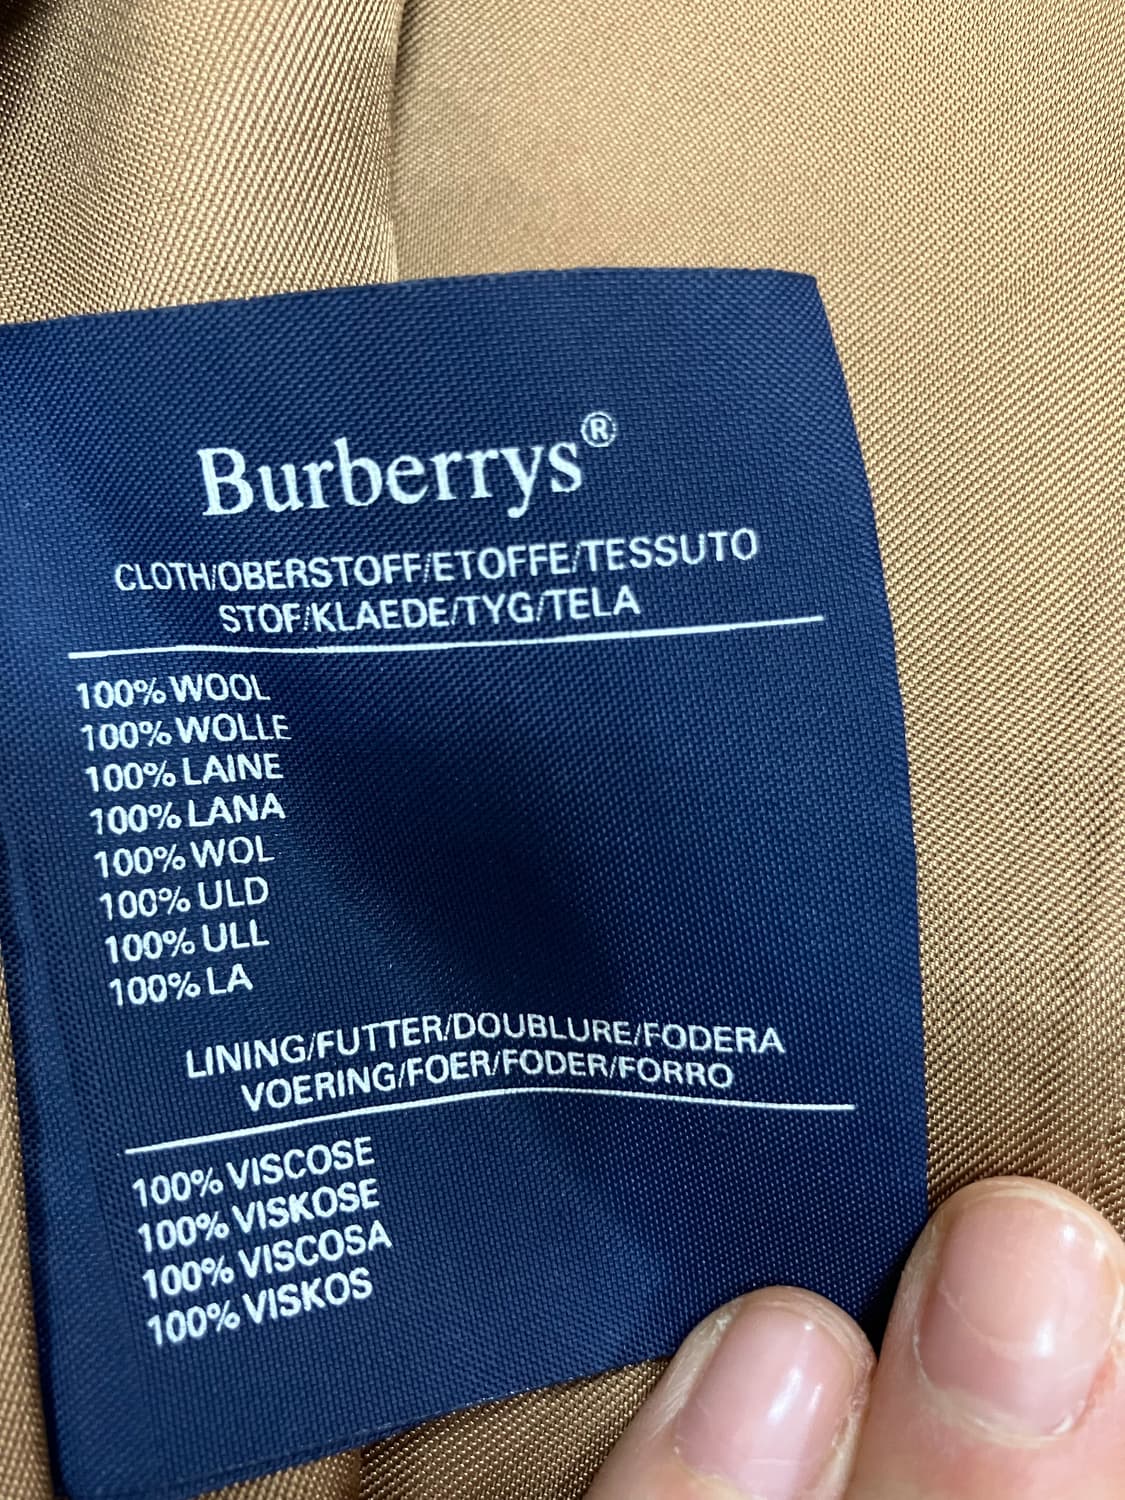 Burberrys®
CLOTH/OBERSTOFF/ETOFFE/TESSUTO
STOF/KLAEDE/TYG/TELA
100% WOOL
100% WOLLE
100% LAINE
100% LANA
100% WOL
100% ULD
100% ULL
100% LA
LINING/FUTTER/DOUBLURE/FODERA
VOERING/FOER/FODER/FORRO
100% VISCOSE
100% VISKOSE
100% VISCOSA
100% VISKOS